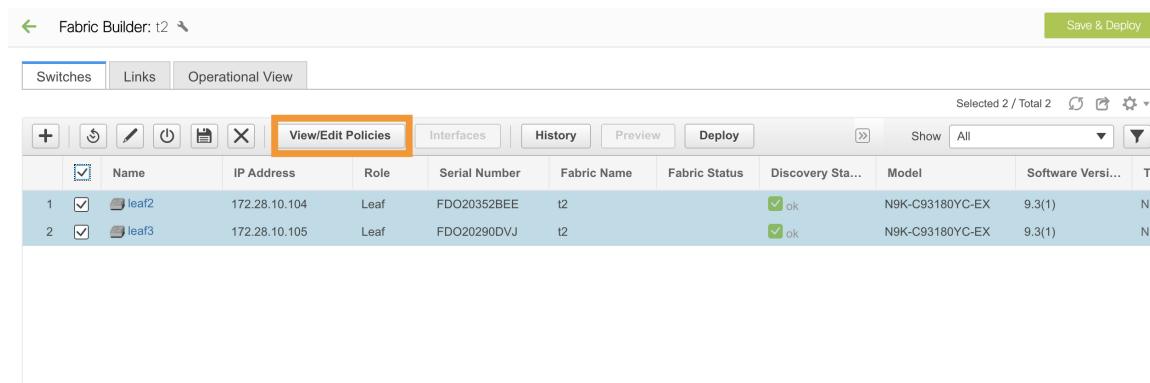 Fabric Builder: t2
Save & Deploy
Switches Links Operational View
Selected 2 / Total 2
View/Edit Policies Interfaces History Preview Deploy Show All
Name IP Address Role Serial Number Fabric Name Fabric Status Discovery Sta... Model Software Versi... T
1 leaf2 172.28.10.104 Leaf FDO20352BEE t2 ok N9K-C93180YC-EX 9.3(1) N
2 leaf3 172.28.10.105 Leaf FDO20290DVJ t2 ok N9K-C93180YC-EX 9.3(1) N